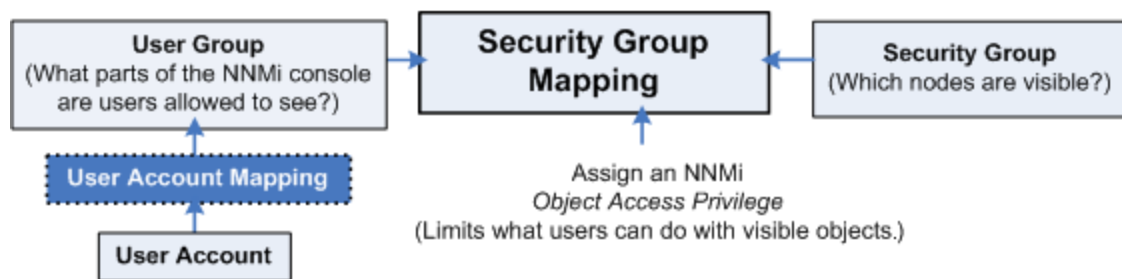 User Group
(What parts of the NNMi console
are users allowed to see?)
User Account Mapping
User Account
Security Group
Mapping
Assign an NNMi
Object Access Privilege
(Limits what users can do with visible objects.)
Security Group
(Which nodes are visible?)